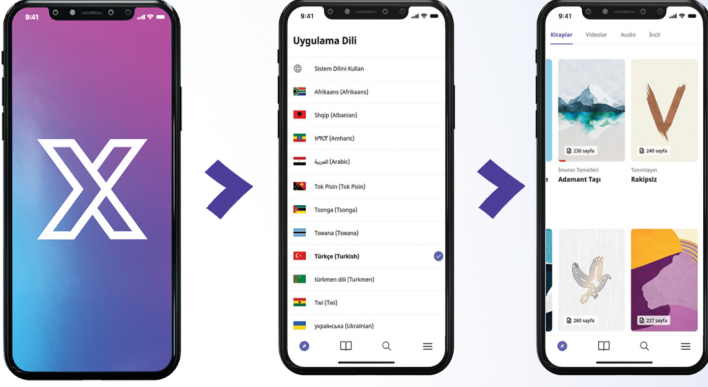 9:41
9:41
Uygulama Dili
Sistem Dilini Kullan
Afrikaans (Afrikaans)
Shqip (Albanian)
አማርኛ (Amharic)
العربية (Arabic)
Tok Pisin (Tok Pisin)
Tsonga (Tsonga)
Tswana (Tswana)
Türkçe (Turkish)
türkmen dili (Turkmen)
Twi (Twi)
українська (Ukrainian)
9:41
Kitaplar Videolar Audio İncil
230 sayfa
240 sayfa
İmanın Temelleri
Tanımlayın
Adamant Taşı
Rakipsiz
260 sayfa
227 sayfa